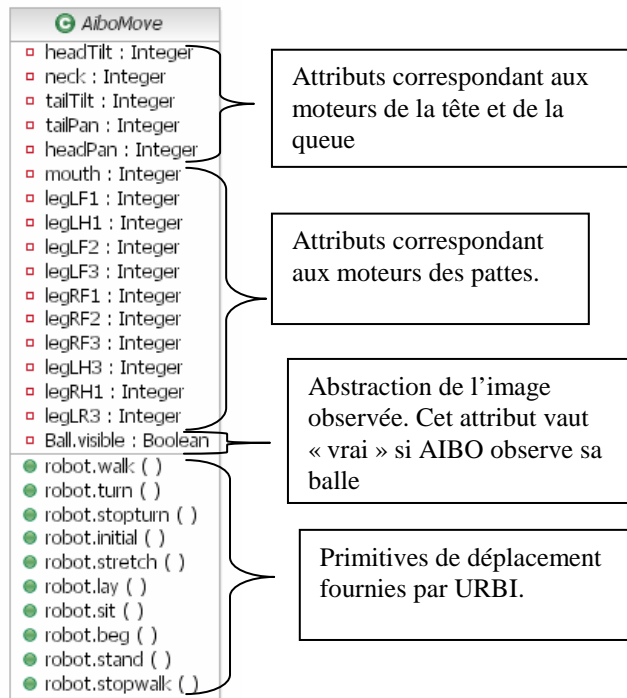 AiboMove
headTilt : Integer
neck : Integer
tailTilt : Integer
tailPan : Integer
headPan : Integer
mouth : Integer
legLF1 : Integer
legLH1 : Integer
legLF2 : Integer
legLF3 : Integer
legRF1 : Integer
legRF2 : Integer
legRF3 : Integer
legLH3 : Integer
legRH1 : Integer
legLR3 : Integer
Ball.visible : Boolean
robot.walk ( )
robot.turn ( )
robot.stopturn ( )
robot.initial ( )
robot.stretch ( )
robot.lay ( )
robot.sit ( )
robot.beg ( )
robot.stand ( )
robot.stopwalk ( )
Attributs correspondant aux
moteurs de la tête et de la
queue
Attributs correspondant
aux moteurs des pattes.
Abstraction de l’image
observée. Cet attribut vaut
« vrai » si AIBO observe sa
balle
Primitives de déplacement
fournies par URBI.